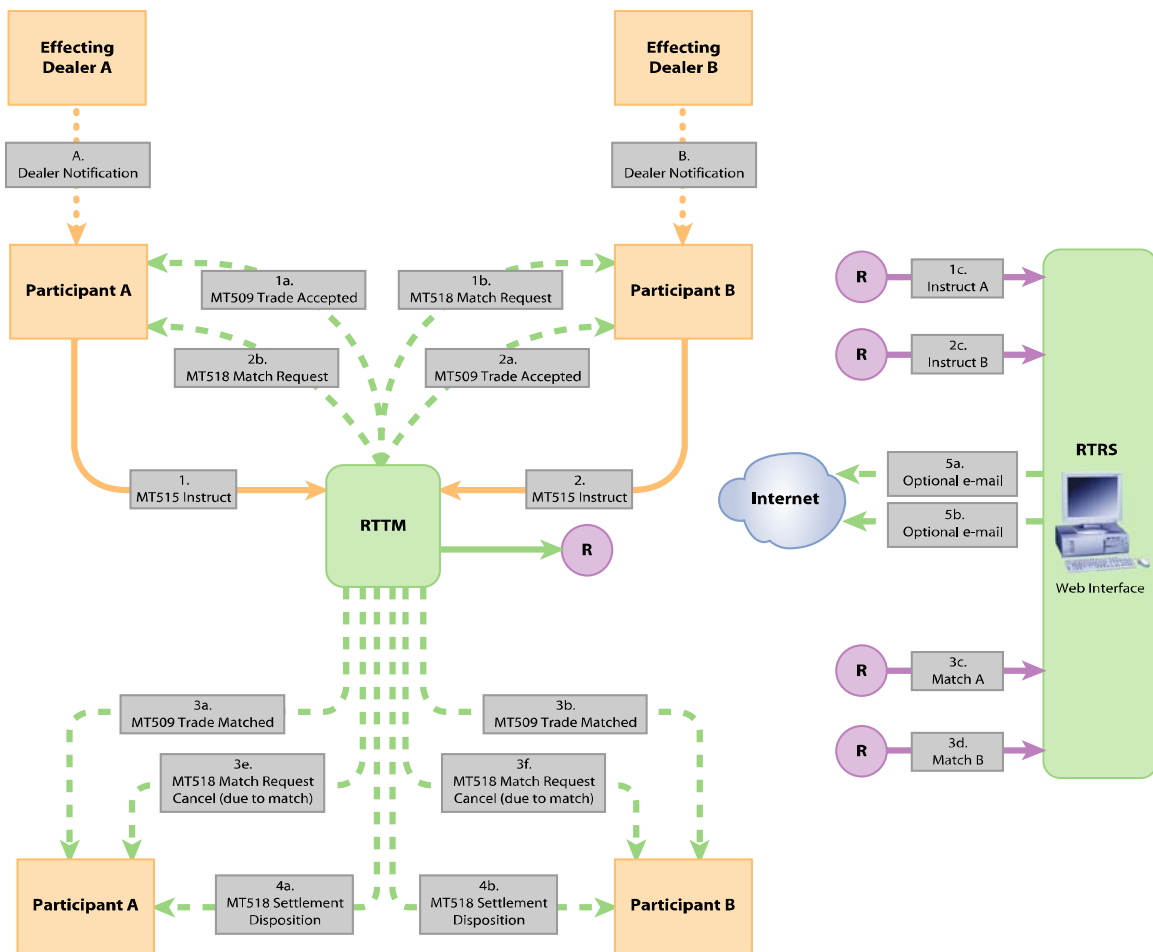 Effecting
Dealer A
Effecting
Dealer B
A.
Dealer Notification
B.
Dealer Notification
Participant A
1a.
MT509 Trade Accepted
1b.
MT518 Match Request
Participant B
2b.
MT518 Match Request
2a.
MT509 Trade Accepted
1.
MT515 Instruct
2.
MT515 Instruct
RTTM
R
R
1c.
Instruct A
R
2c.
Instruct B
RTRS
Internet
5a.
Optional e-mail
5b.
Optional e-mail
Web Interface
R
3c.
Match A
R
3d.
Match B
3a.
MT509 Trade Matched
3b.
MT509 Trade Matched
3e.
MT518 Match Request
Cancel (due to match)
3f.
MT518 Match Request
Cancel (due to match)
Participant A
4a.
MT518 Settlement
Disposition
4b.
MT518 Settlement
Disposition
Participant B